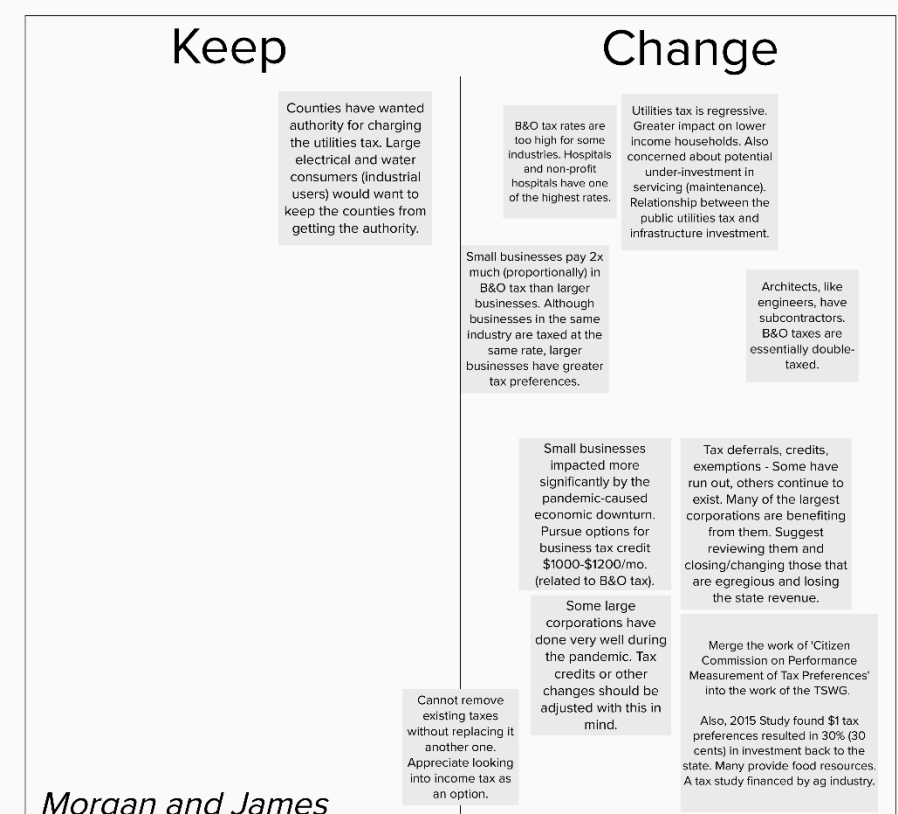 Keep
Change
Counties have wanted
authority for charging
the utilities tax. Large
electrical and water
consumers (industrial
users) would want to
keep the counties from
getting the authority.
B&O tax rates are
too high for some
industries. Hospitals
and non-profit
hospitals have one
of the highest rates.
Utilities tax is regressive.
Greater impact on lower
income households. Also
concerned about potential
under-investment in
servicing (maintenance).
Relationship between the
public utilities tax and
infrastructure investment.
Small businesses pay 2x
much (proportionally) in
B&O tax than larger
businesses. Although
businesses in the same
industry are taxed at the
same rate, larger
businesses have greater
tax preferences.
Architects, like
engineers, have
subcontractors.
B&O taxes are
essentially double-
taxed.
Small businesses
impacted more
significantly by the
pandemic-caused
economic downturn.
Pursue options for
business tax credit
$1000-$1200/mo.
(related to B&O tax).
Tax deferrals, credits,
exemptions - Some have
run out, others continue to
exist. Many of the largest
corporations are benefiting
from them. Suggest
reviewing them and
closing/changing those that
are egregious and losing
the state revenue.
Some large
corporations have
done very well during
the pandemic. Tax
credits or other
changes should be
adjusted with this in
mind.
Merge the work of 'Citizen
Commission on Performance
Measurement of Tax Preferences'
into the work of the TSWG.
Also, 2015 Study found $1 tax
preferences resulted in 30% (30
cents) in investment back to the
state. Many provide food resources.
A tax study financed by ag industry.
Cannot remove
existing taxes
without replacing it
another one.
Appreciate looking
into income tax as
an option.
Morgan and James